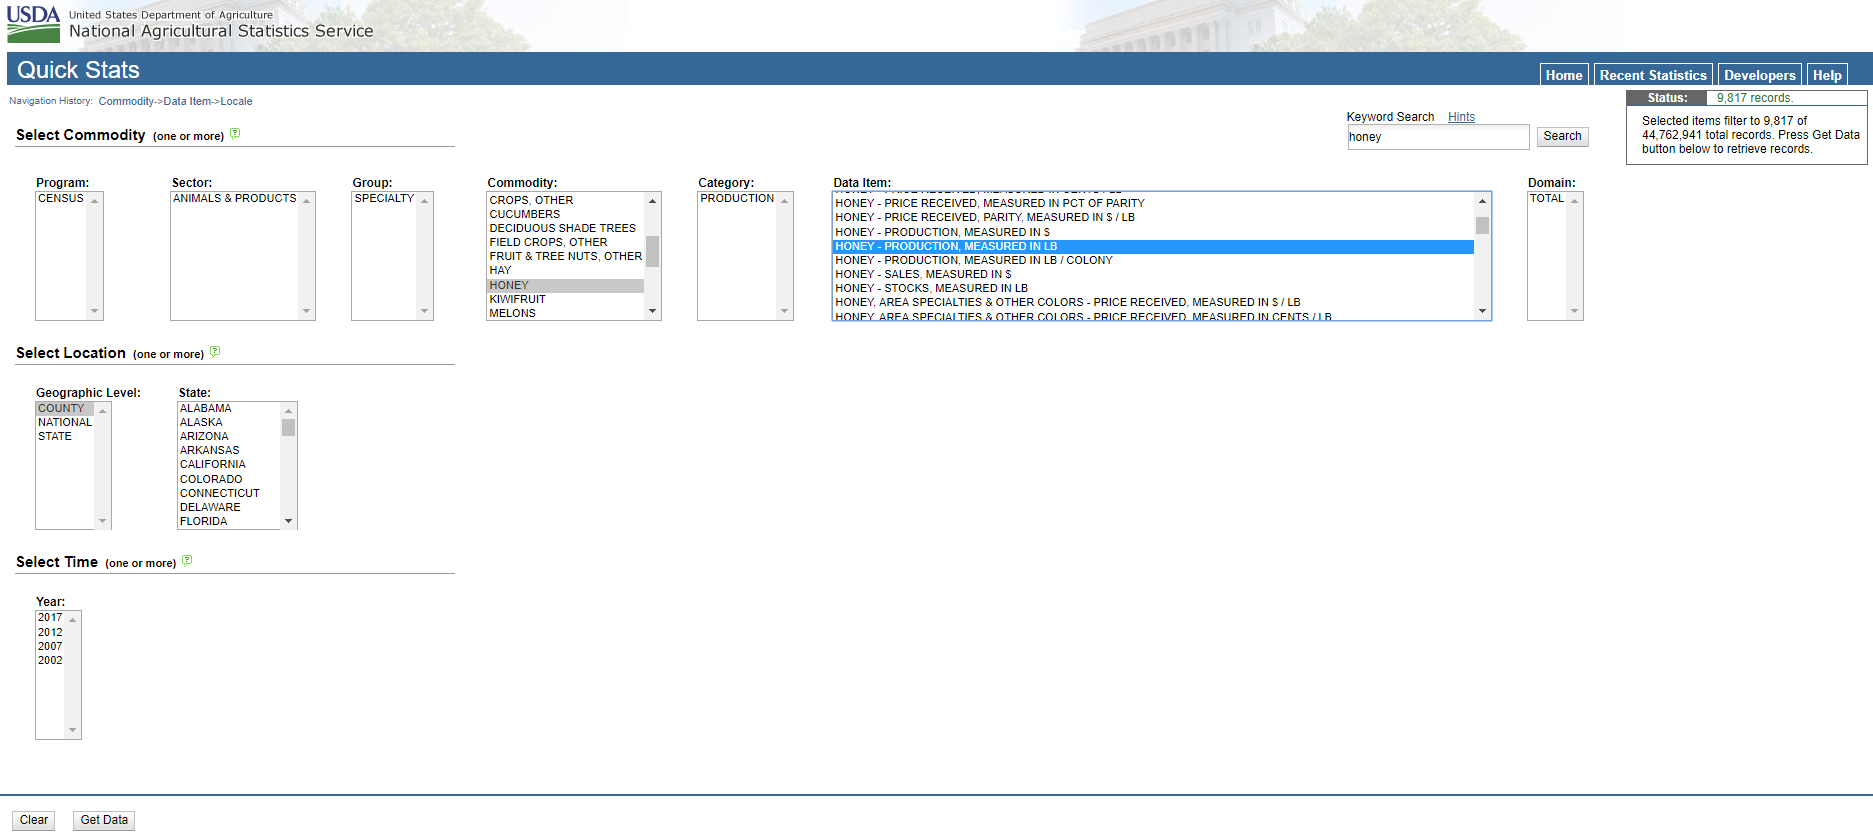 USDA
United States Department of Agriculture
National Agricultural Statistics Service
Quick Stats
Home
Recent Statistics
Developers
Help
Navigation History: Commodity->Data Item->Locale
Status: 9,817 records.
Selected items filter to 9,817 of
44,762,941 total records. Press Get Data
button below to retrieve records.
Select Commodity (one or more) ?
Keyword Search Hints
honey
Search
Program:
CENSUS
Sector:
ANIMALS & PRODUCTS
Group:
SPECIALTY
Commodity:
CROPS, OTHER
CUCUMBERS
DECIDUOUS SHADE TREES
FIELD CROPS, OTHER
FRUIT & TREE NUTS, OTHER
HAY
HONEY
KIWIFRUIT
MELONS
Category:
PRODUCTION
Data Item:
HONEY - PRICE RECEIVED, MEASURED IN CENTS / LB
HONEY - PRICE RECEIVED, MEASURED IN PCT OF PARITY
HONEY - PRICE RECEIVED, PARITY, MEASURED IN $ / LB
HONEY - PRODUCTION, MEASURED IN $
HONEY - PRODUCTION, MEASURED IN LB
HONEY - PRODUCTION, MEASURED IN LB / COLONY
HONEY - SALES, MEASURED IN $
HONEY - STOCKS, MEASURED IN LB
HONEY, AREA SPECIALTIES & OTHER COLORS - PRICE RECEIVED, MEASURED IN $ / LB
HONEY, AREA SPECIALTIES & OTHER COLORS - PRICE RECEIVED, MEASURED IN CENTS / LB
Domain:
TOTAL
Select Location (one or more) ?
Geographic Level:
COUNTY
NATIONAL
STATE
State:
ALABAMA
ALASKA
ARIZONA
ARKANSAS
CALIFORNIA
COLORADO
CONNECTICUT
DELAWARE
FLORIDA
Select Time (one or more) ?
Year:
2017
2012
2007
2002
Clear
Get Data